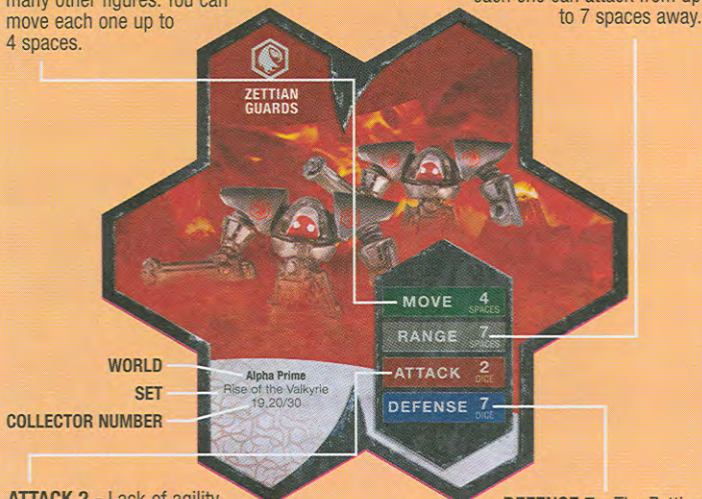 many other figures. You can
move each one up to
4 spaces.
each one can attack from up
to 7 spaces away.
ZETTIAN
GUARDS
MOVE 4
SPACES
RANGE 7
SPACES
ATTACK 2
DICE
DEFENSE 7
DICE
WORLD
SET
COLLECTOR NUMBER
Alpha Prime
Rise of the Valkyrie
19,20/30
ATTACK 2 Lack of agility
DEFENSE 7 The Zettian